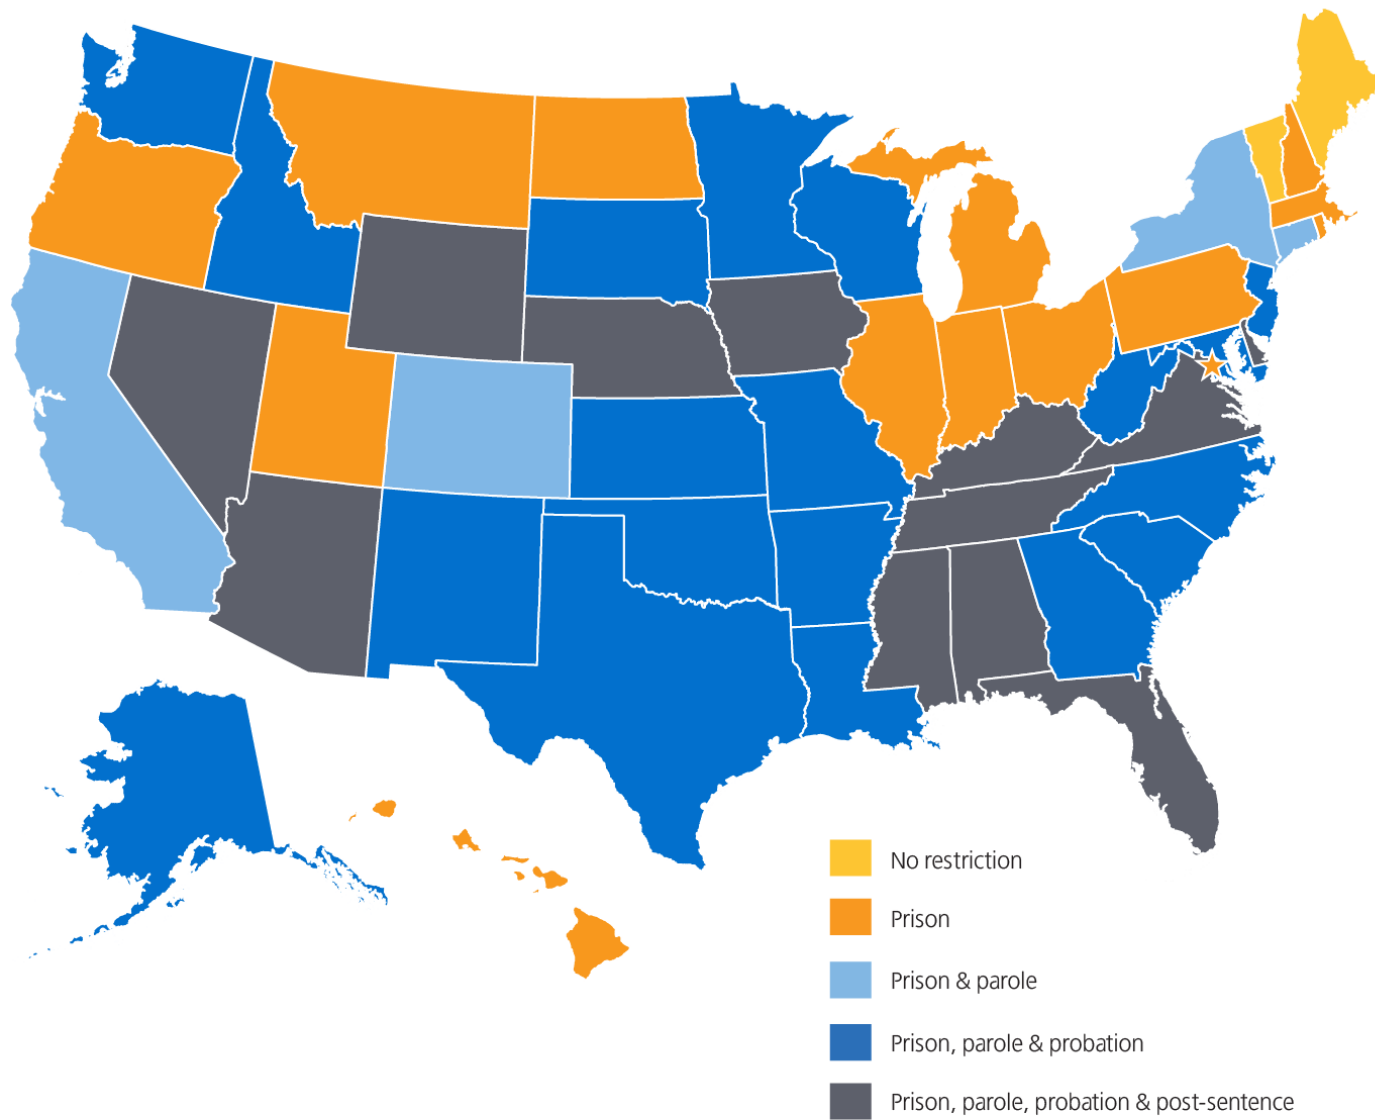 No restriction
Prison
Prison & parole
Prison, parole & probation
Prison, parole, probation & post-sentence